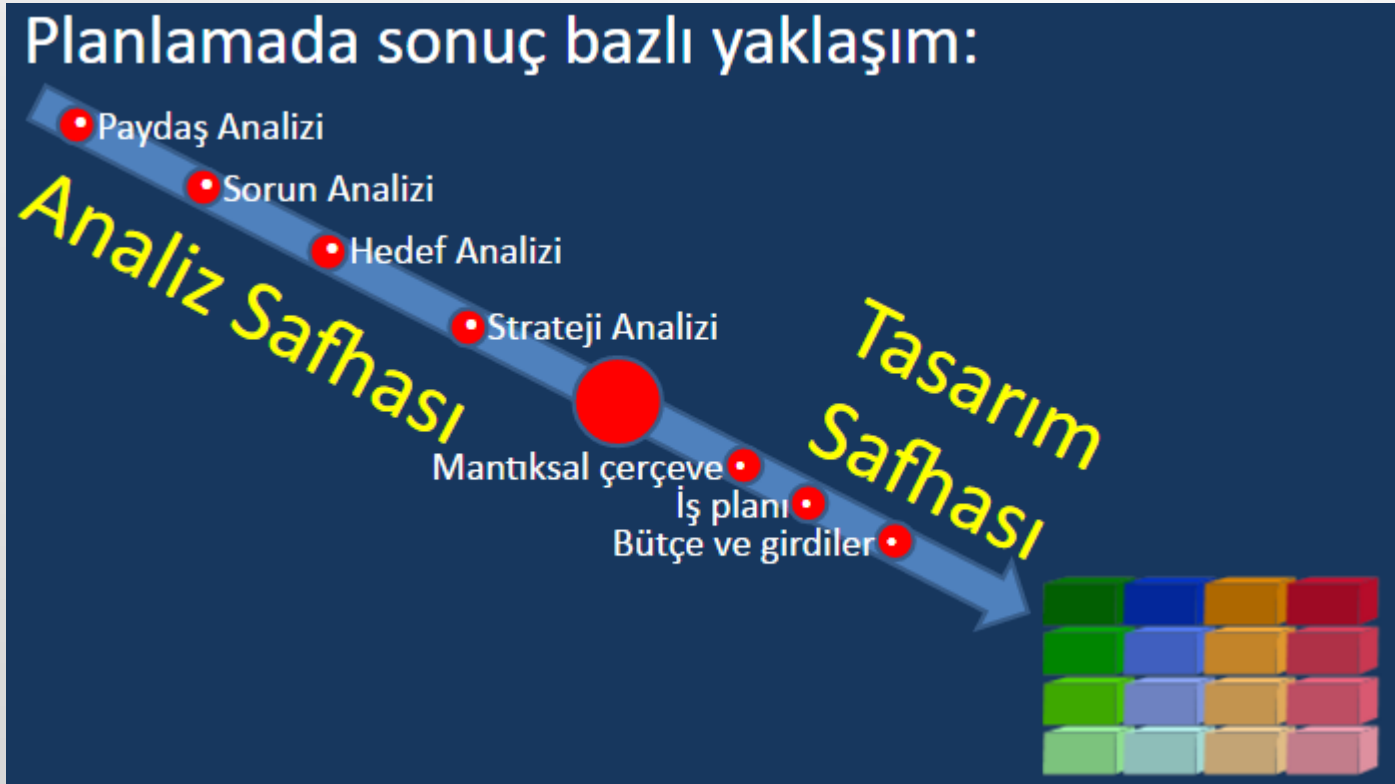 Planlamada sonuç bazlı yaklaşım:
Paydaş Analizi
Sorun Analizi
Hedef Analizi
Strateji Analizi
Analiz Safhası
Tasarım
Safhası
Mantıksal çerçeve
İş planı
Bütçe ve girdiler